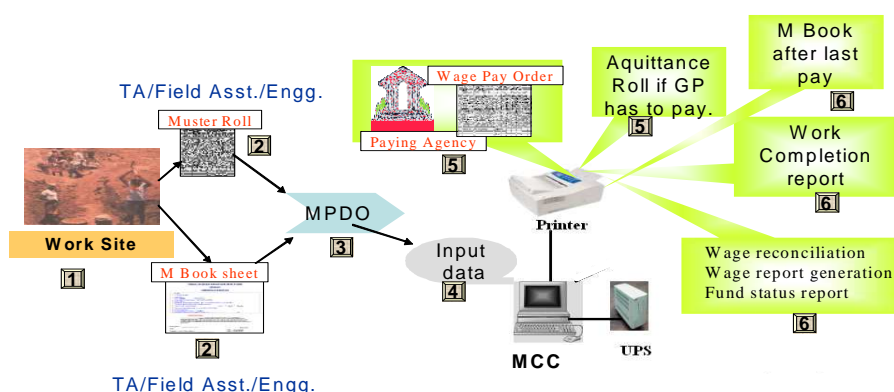 TA/Field Asst./Engg.
Muster Roll
2
Work Site
1
M Book sheet
2
TA/Field Asst./Engg.
MPDO
3
Input
data
4
Wage Pay Order
Paying Agency
5
Aquittance
Roll if GP
has to pay.
5
M Book
after last
pay
6
Work
Completion
report
6
Printer
Wage reconciliation
Wage report generation
Fund status report
6
MCC
UPS